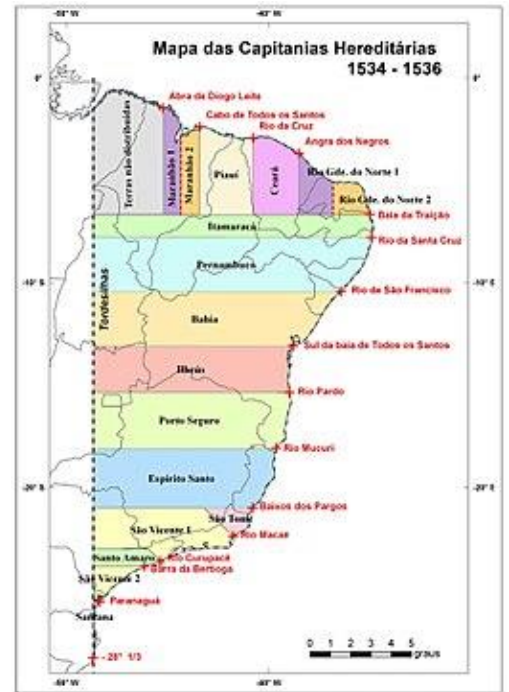 Mapa das Capitanias Hereditárias
1534 - 1536
0°
Abra de Diogo Leite
Cabo de Todos os Santos
Rio da Cruz
Angra dos Negros
Terras não distribuídas
Maranhão 1
Maranhão 2
Piauí
Ceará
Rio Gde. do Norte 1
Rio Gde. do Norte 2
Baía da Traição
Itamaracá
Rio da Santa Cruz
Pernambuco
Tordesilhas
Rio de São Francisco
Bahia
Sul da baía de Todos os Santos
Ilhéus
Rio Pardo
Porto Seguro
Rio Mucuri
Espírito Santo
Baixos dos Pargos
São Tomé
São Vicente 1
Rio Macaé
Santo Amaro
Rio Curupacé
Barra da Bertioga
São Vicente 2
Paranaguá
Santana
- 28° 1/3
0 1 2 3 4 5
graus